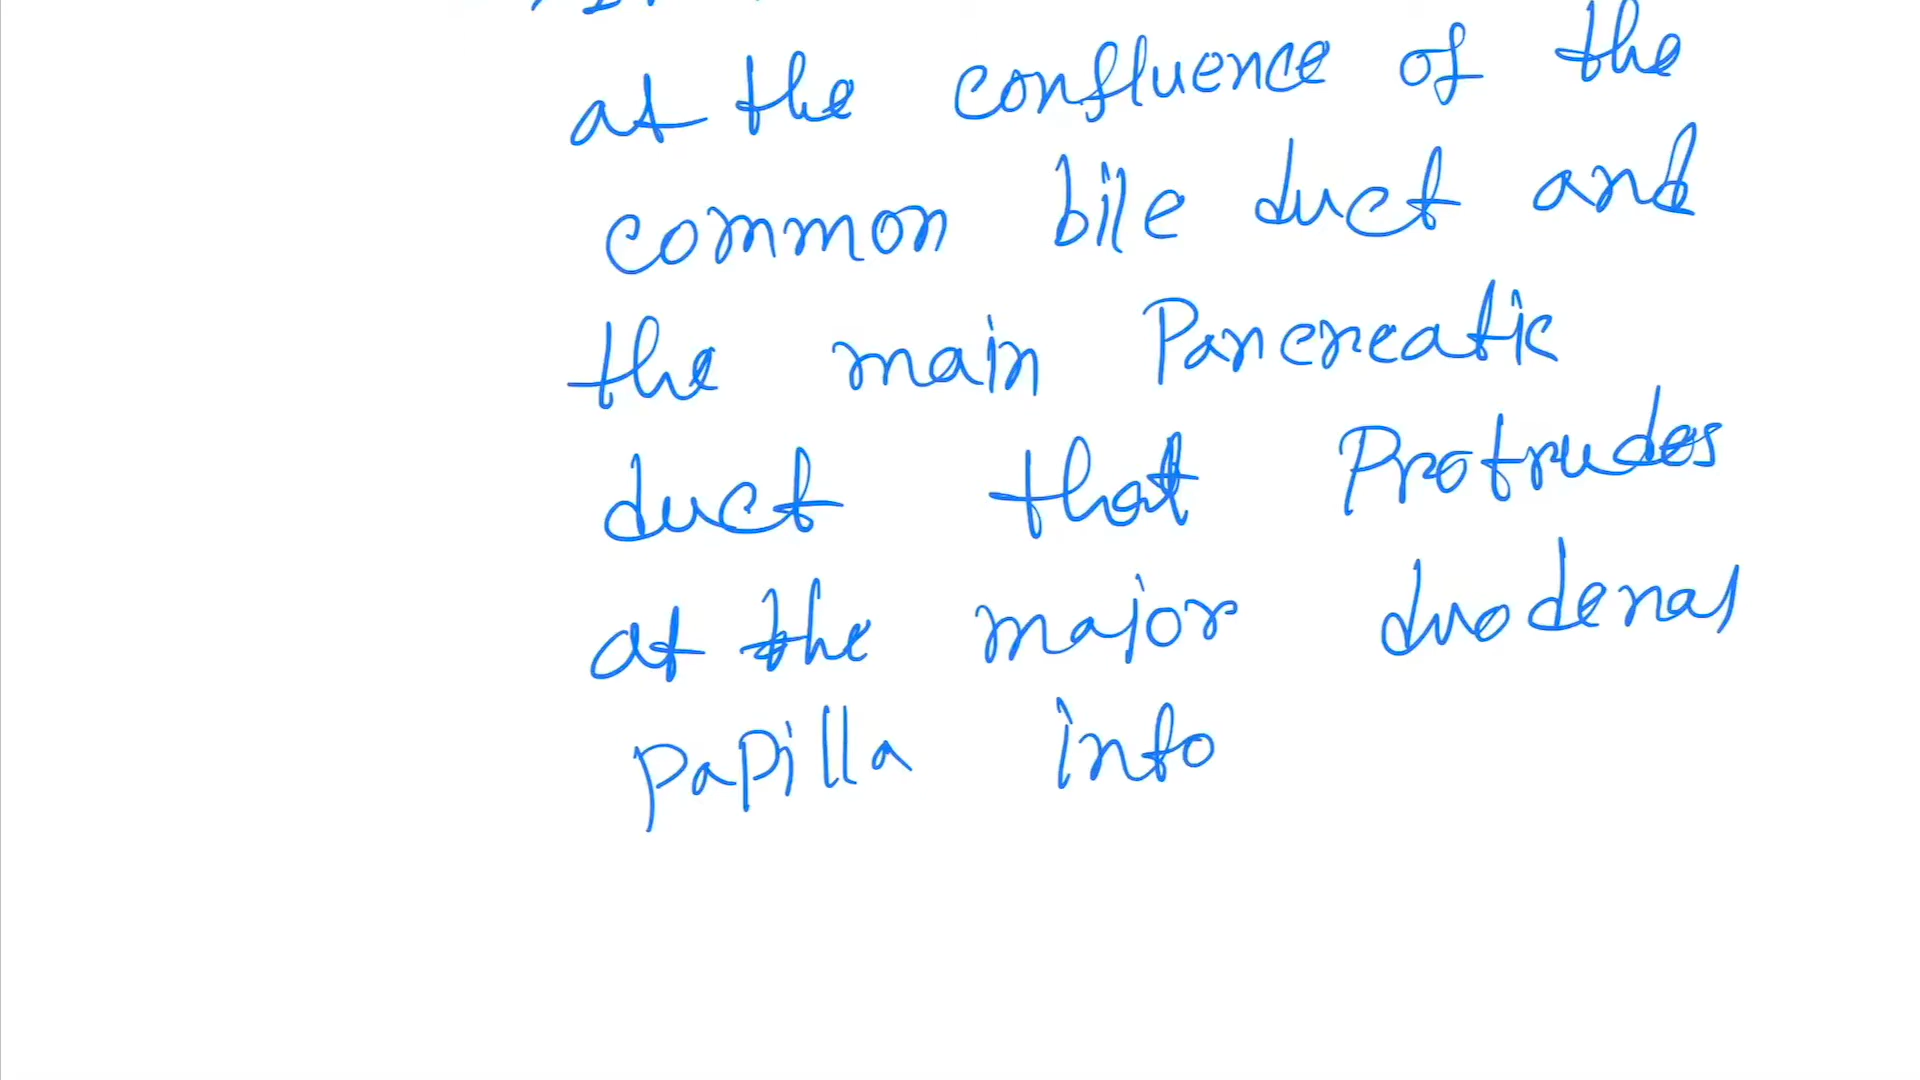 at the confluence of the
common bile duct and
the main Pancreatic
duct that Protrudes
at the major duodenal
papilla into